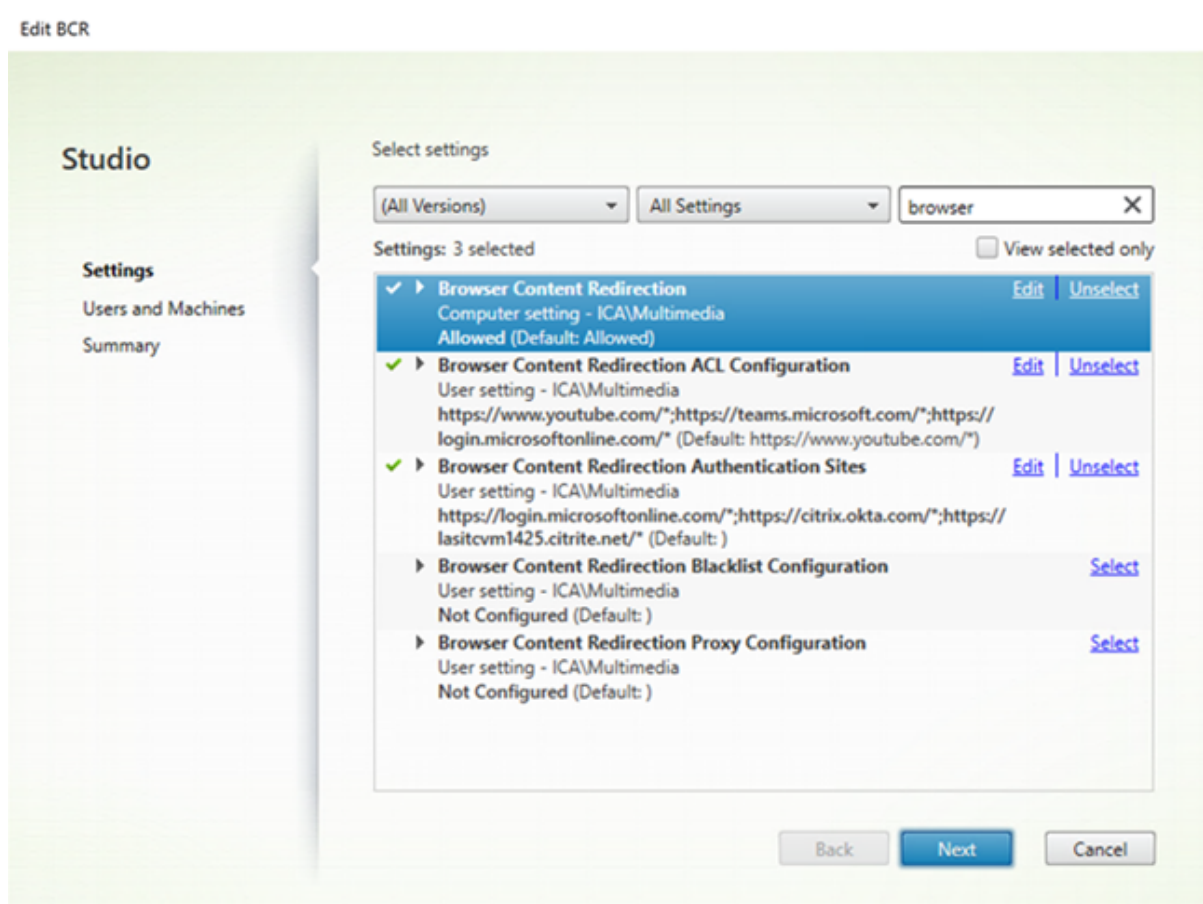 Edit BCR
Studio
Settings
Users and Machines
Summary
Select settings
(All Versions)
All Settings
browser
Settings: 3 selected
View selected only
Browser Content Redirection
Edit
Unselect
Computer setting - ICA\Multimedia
Allowed (Default: Allowed)
Browser Content Redirection ACL Configuration
Edit
Unselect
User setting - ICA\Multimedia
https://www.youtube.com/*;https://teams.microsoft.com/*;https://
login.microsoftonline.com/* (Default: https://www.youtube.com/*)
Browser Content Redirection Authentication Sites
Edit
Unselect
User setting - ICA\Multimedia
https://login.microsoftonline.com/*;https://citrix.okta.com/*;https://
lasitcvm1425.citrite.net/* (Default: )
Browser Content Redirection Blacklist Configuration
Select
User setting - ICA\Multimedia
Not Configured (Default: )
Browser Content Redirection Proxy Configuration
Select
User setting - ICA\Multimedia
Not Configured (Default: )
Back
Next
Cancel